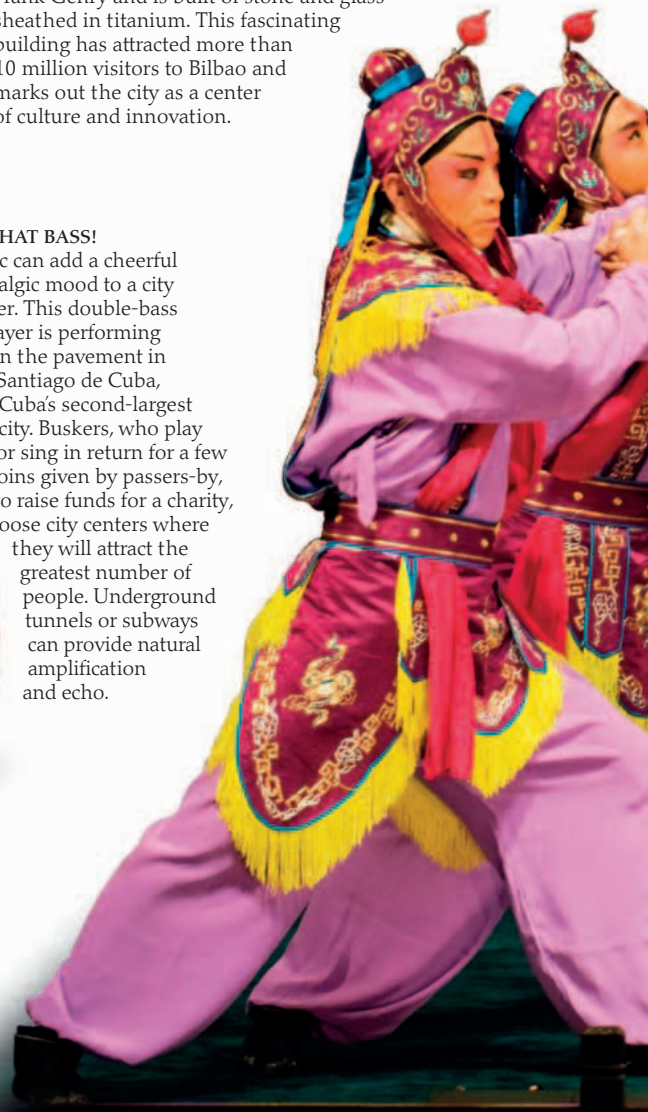 rank Gehry and is built of stone and glass
sheathed in titanium. This fascinating
building has attracted more than
10 million visitors to Bilbao and
marks out the city as a center
of culture and innovation.
HAT BASS!
c can add a cheerful
algic mood to a city
er. This double-bass
ayer is performing
n the pavement in
Santiago de Cuba,
Cuba's second-largest
city. Buskers, who play
or sing in return for a few
oins given by passers-by,
o raise funds for a charity,
oose city centers where
they will attract the
greatest number of
people. Underground
tunnels or subways
can provide natural
amplification
and echo.